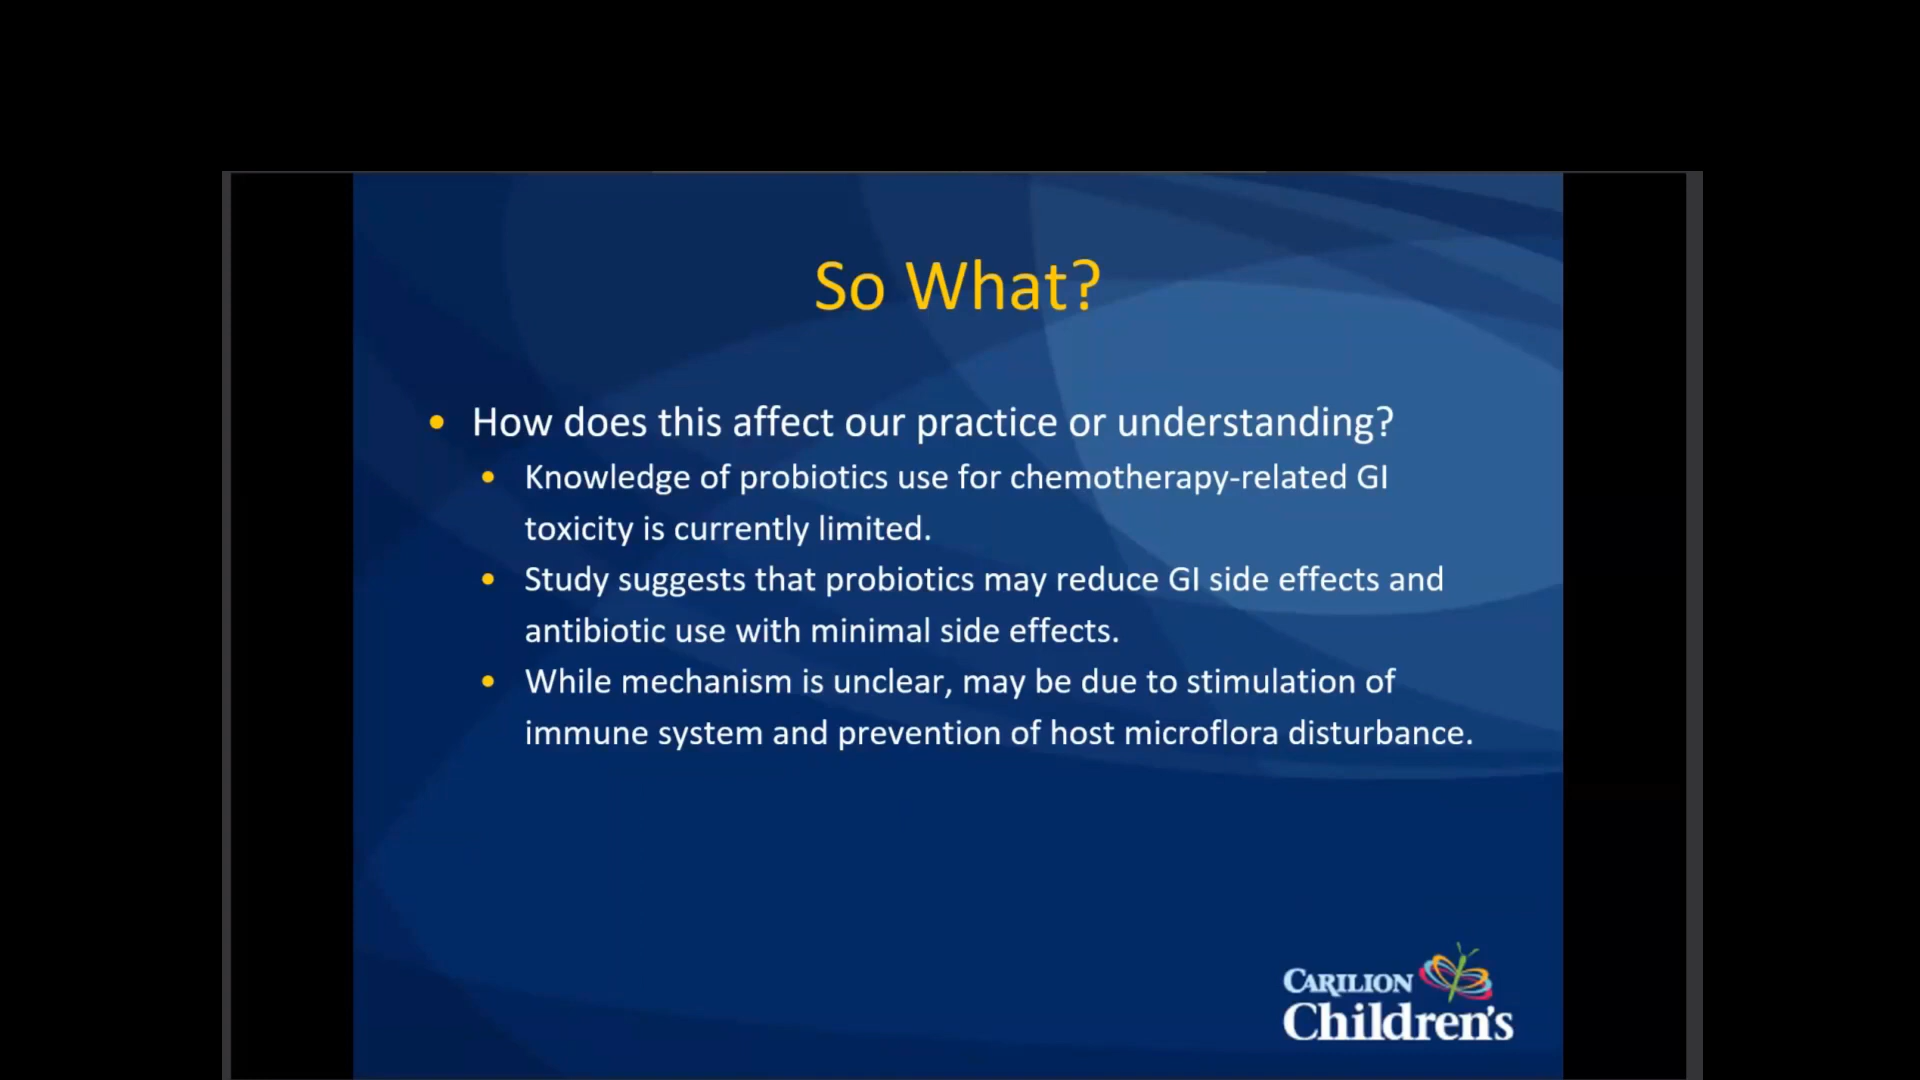 So What?
• How does this affect our practice or understanding?
• Knowledge of probiotics use for chemotherapy-related GI
toxicity is currently limited.
• Study suggests that probiotics may reduce GI side effects and
antibiotic use with minimal side effects.
• While mechanism is unclear, may be due to stimulation of
immune system and prevention of host microflora disturbance.
CARILION
Children's